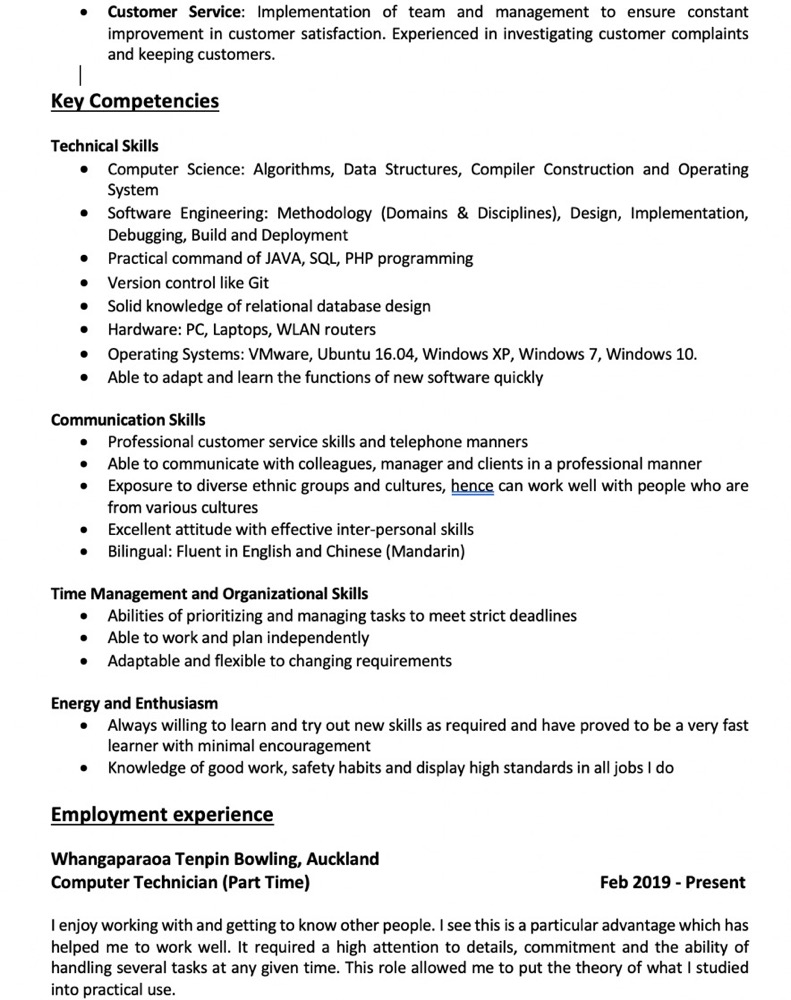 • Customer Service: Implementation of team and management to ensure constant
improvement in customer satisfaction. Experienced in investigating customer complaints
and keeping customers.
Key Competencies
Technical Skills
• Computer Science: Algorithms, Data Structures, Compiler Construction and Operating
System
• Software Engineering: Methodology (Domains & Disciplines), Design, Implementation,
Debugging, Build and Deployment
• Practical command of JAVA, SQL, PHP programming
• Version control like Git
• Solid knowledge of relational database design
• Hardware: PC, Laptops, WLAN routers
• Operating Systems: VMware, Ubuntu 16.04, Windows XP, Windows 7, Windows 10.
• Able to adapt and learn the functions of new software quickly
Communication Skills
• Professional customer service skills and telephone manners
• Able to communicate with colleagues, manager and clients in a professional manner
• Exposure to diverse ethnic groups and cultures, hence can work well with people who are
from various cultures
• Excellent attitude with effective inter-personal skills
• Bilingual: Fluent in English and Chinese (Mandarin)
Time Management and Organizational Skills
• Abilities of prioritizing and managing tasks to meet strict deadlines
• Able to work and plan independently
• Adaptable and flexible to changing requirements
Energy and Enthusiasm
• Always willing to learn and try out new skills as required and have proved to be a very fast
learner with minimal encouragement
• Knowledge of good work, safety habits and display high standards in all jobs I do
Employment experience
Whangaparaoa Tenpin Bowling, Auckland
Computer Technician (Part Time) Feb 2019 - Present
I enjoy working with and getting to know other people. I see this is a particular advantage which has
helped me to work well. It required a high attention to details, commitment and the ability of
handling several tasks at any given time. This role allowed me to put the theory of what I studied
into practical use.